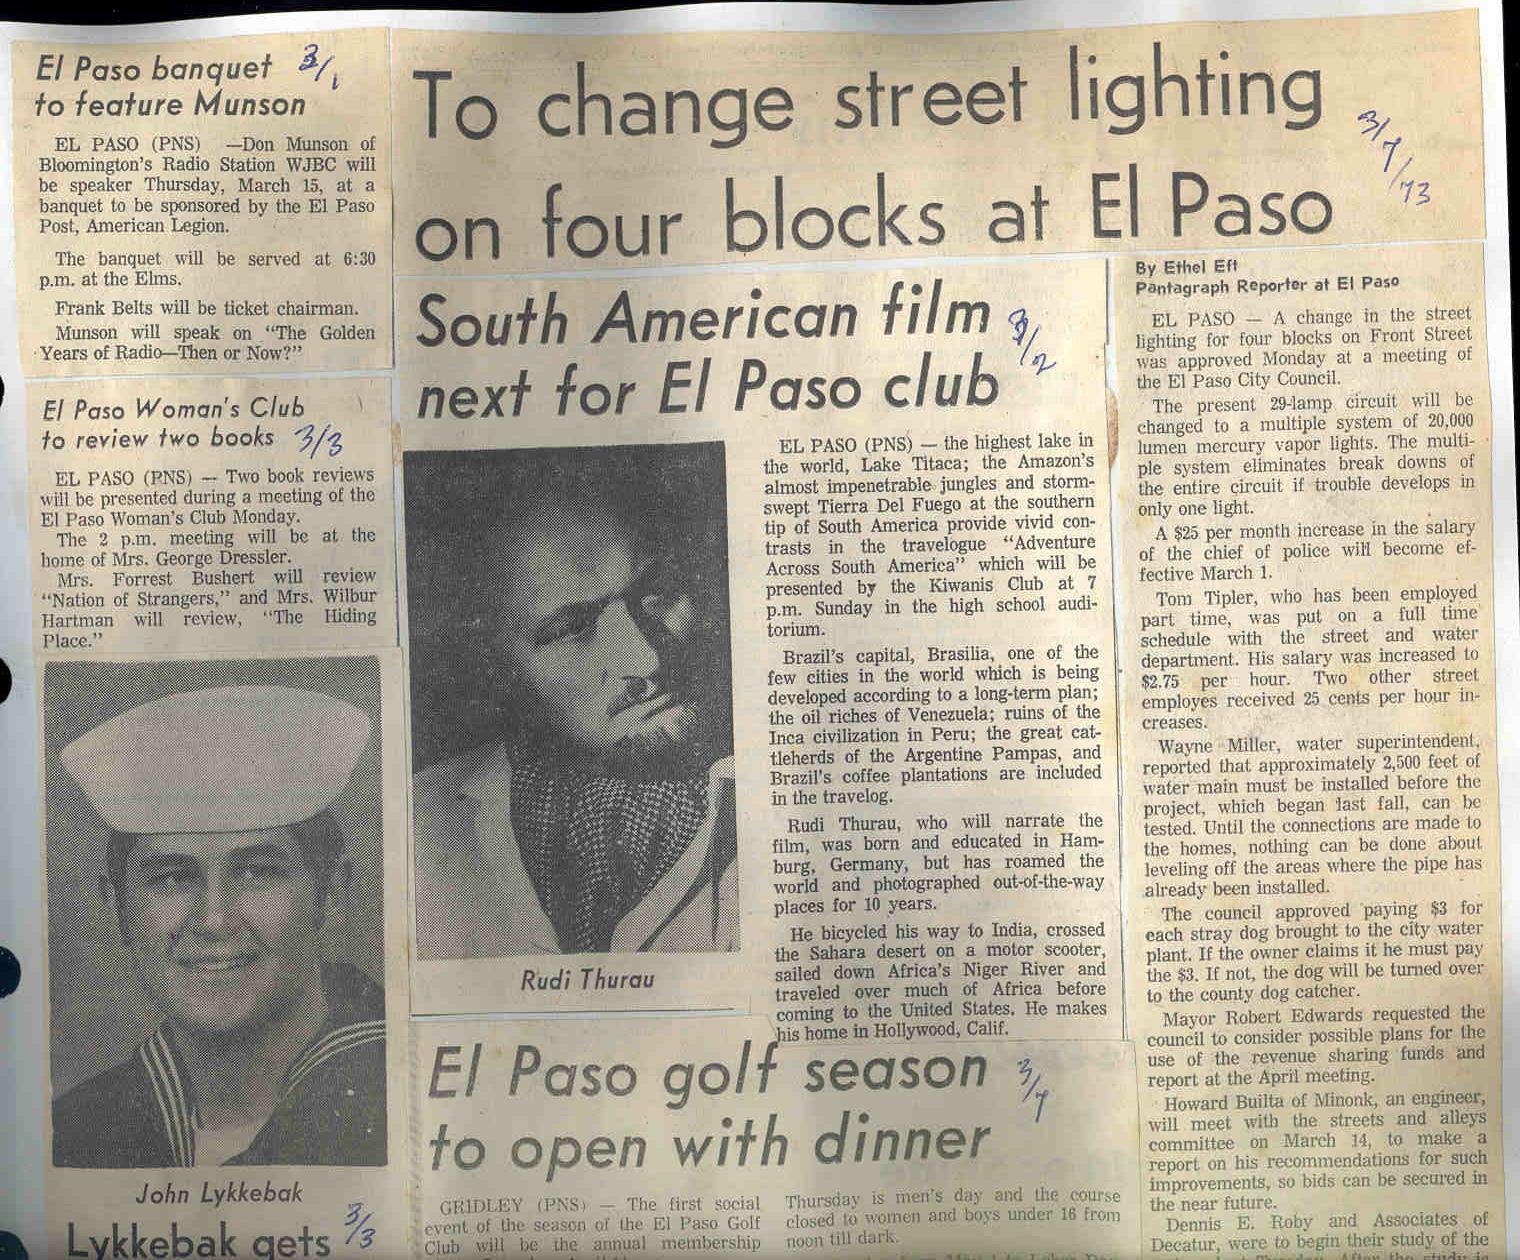 El Paso banquet
to feature Munson
3/1
EL PASO (PNS) —Don Munson of
Bloomington's Radio Station WJBC will
be speaker Thursday, March 15, at a
banquet to be sponsored by the El Paso
Post, American Legion.
The banquet will be served at 6:30
p.m. at the Elms.
Frank Belts will be ticket chairman.
Munson will speak on "The Golden
Years of Radio—Then or Now?"
El Paso Woman's Club
to review two books 3/3
EL PASO (PNS) — Two book reviews
will be presented during a meeting of the
El Paso Woman's Club Monday.
The 2 p.m. meeting will be at the
home of Mrs. George Dressler.
Mrs. Forrest Bushert will review
"Nation of Strangers," and Mrs. Wilbur
Hartman will review, "The Hiding
Place."
John Lykkebak
Lykkebak gets 3/3
To change street lighting
on four blocks at El Paso
3/7/73
South American film
next for El Paso club
3/2
EL PASO (PNS) — the highest lake in
the world, Lake Titaca; the Amazon's
almost impenetrable jungles and storm-
swept Tierra Del Fuego at the southern
tip of South America provide vivid con-
trasts in the travelogue "Adventure
Across South America" which will be
presented by the Kiwanis Club at 7
p.m. Sunday in the high school audi-
torium.
Brazil's capital, Brasilia, one of the
few cities in the world which is being
developed according to a long-term plan;
the oil riches of Venezuela; ruins of the
Inca civilization in Peru; the great cat-
tleherds of the Argentine Pampas, and
Brazil's coffee plantations are included
in the travelog.
Rudi Thurau, who will narrate the
film, was born and educated in Ham-
burg, Germany, but has roamed the
world and photographed out-of-the-way
places for 10 years.
He bicycled his way to India, crossed
the Sahara desert on a motor scooter,
sailed down Africa's Niger River and
traveled over much of Africa before
coming to the United States. He makes
his home in Hollywood, Calif.
Rudi Thurau
El Paso golf season
to open with dinner
3/7
GRIDLEY (PNS) — The first social
event of the season of the El Paso Golf
Club will be the annual membership
Thursday is men's day and the course
closed to women and boys under 16 from
noon till dark.
By Ethel Eft
Pantagraph Reporter at El Paso
EL PASO — A change in the street
lighting for four blocks on Front Street
was approved Monday at a meeting of
the El Paso City Council.
The present 29-lamp circuit will be
changed to a multiple system of 20,000
lumen mercury vapor lights. The multi-
ple system eliminates break downs of
the entire circuit if trouble develops in
only one light.
A $25 per month increase in the salary
of the chief of police will become ef-
fective March 1.
Tom Tipler, who has been employed
part time, was put on a full time
schedule with the street and water
department. His salary was increased to
$2.75 per hour. Two other street
employes received 25 cents per hour in-
creases.
Wayne Miller, water superintendent,
reported that approximately 2,500 feet of
water main must be installed before the
project, which began last fall, can be
tested. Until the connections are made to
the homes, nothing can be done about
leveling off the areas where the pipe has
already been installed.
The council approved paying $3 for
each stray dog brought to the city water
plant. If the owner claims it he must pay
the $3. If not, the dog will be turned over
to the county dog catcher.
Mayor Robert Edwards requested the
council to consider possible plans for the
use of the revenue sharing funds and
report at the April meeting.
Howard Builta of Minonk, an engineer,
will meet with the streets and alleys
committee on March 14, to make a
report on his recommendations for such
improvements, so bids can be secured in
the near future.
Dennis E. Roby and Associates of
Decatur, were to begin their study of the